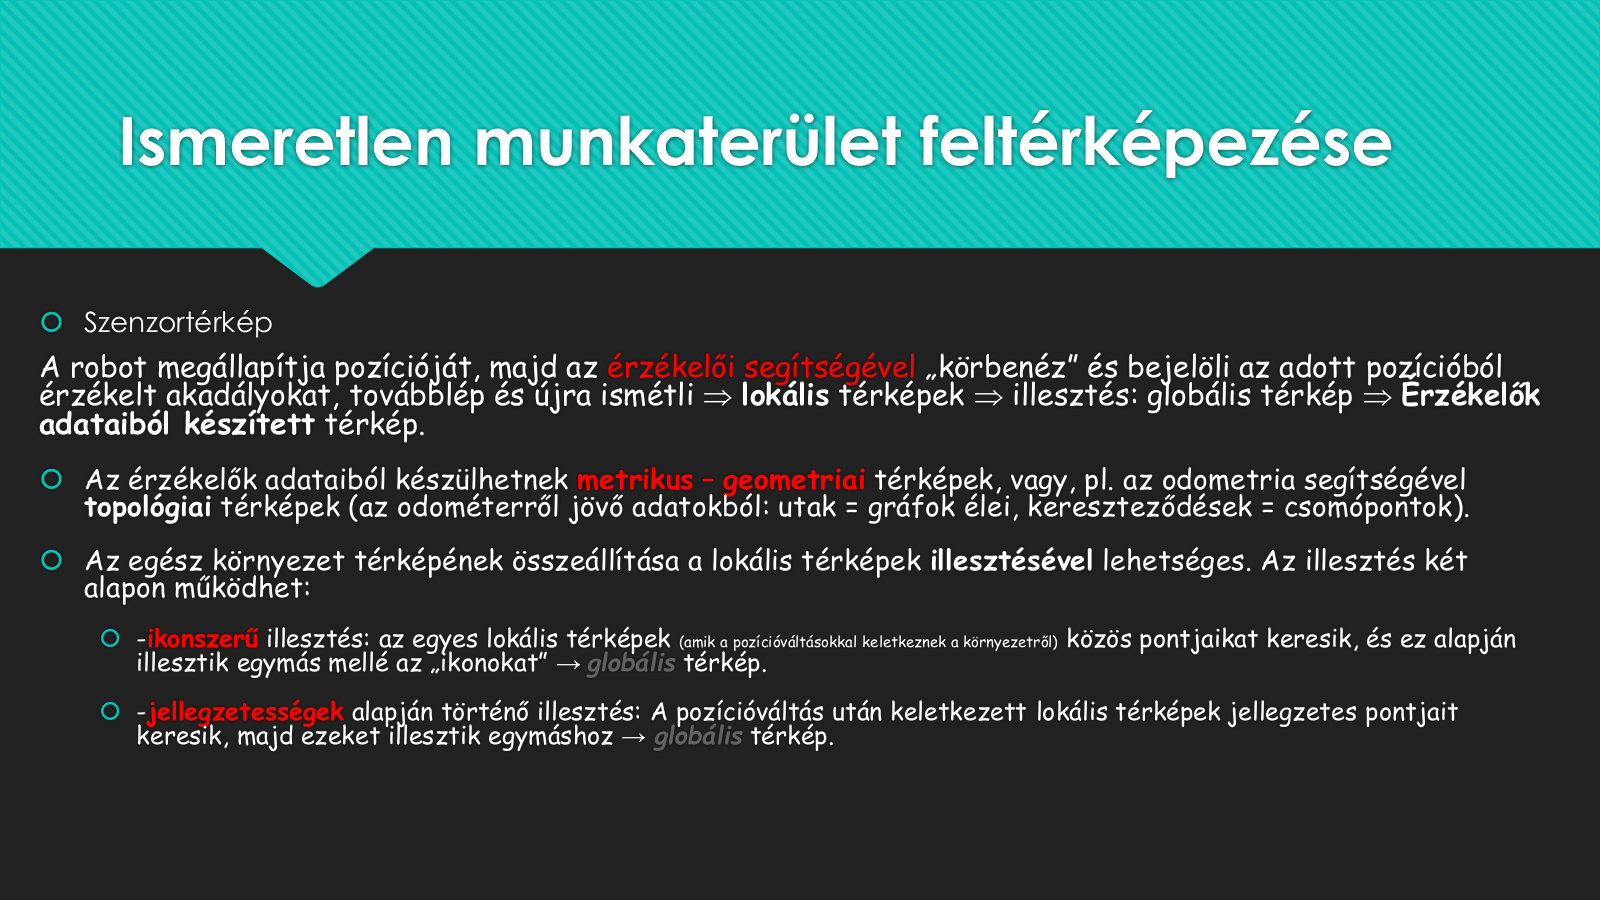 Ismeretlen munkaterület feltérképezése
Szenzortérkép
A robot megállapítja pozícióját, majd az érzékelői segítségével „körbenéz” és bejelöli az adott pozícióból
érzékelt akadályokat, továbblép és újra ismétli ⇒ lokális térképek ⇒ illesztés: globális térkép ⇒ Érzékelők
adataiból készített térkép.
Az érzékelők adataiból készülhetnek metrikus – geometriai térképek, vagy, pl. az odometria segítségével
topológiai térképek (az odométerről jövő adatokból: utak = gráfok élei, kereszteződések = csomópontok).
Az egész környezet térképének összeállítása a lokális térképek illesztésével lehetséges. Az illesztés két
alapon működhet:
-ikonszerű illesztés: az egyes lokális térképek (amik a pozícióváltásokkal keletkeznek a környezetről) közös pontjaikat keresik, és ez alapján
illesztik egymás mellé az „ikonokat” → globális térkép.
-jellegzetességek alapján történő illesztés: A pozícióváltás után keletkezett lokális térképek jellegzetes pontjait
keresik, majd ezeket illesztik egymáshoz → globális térkép.